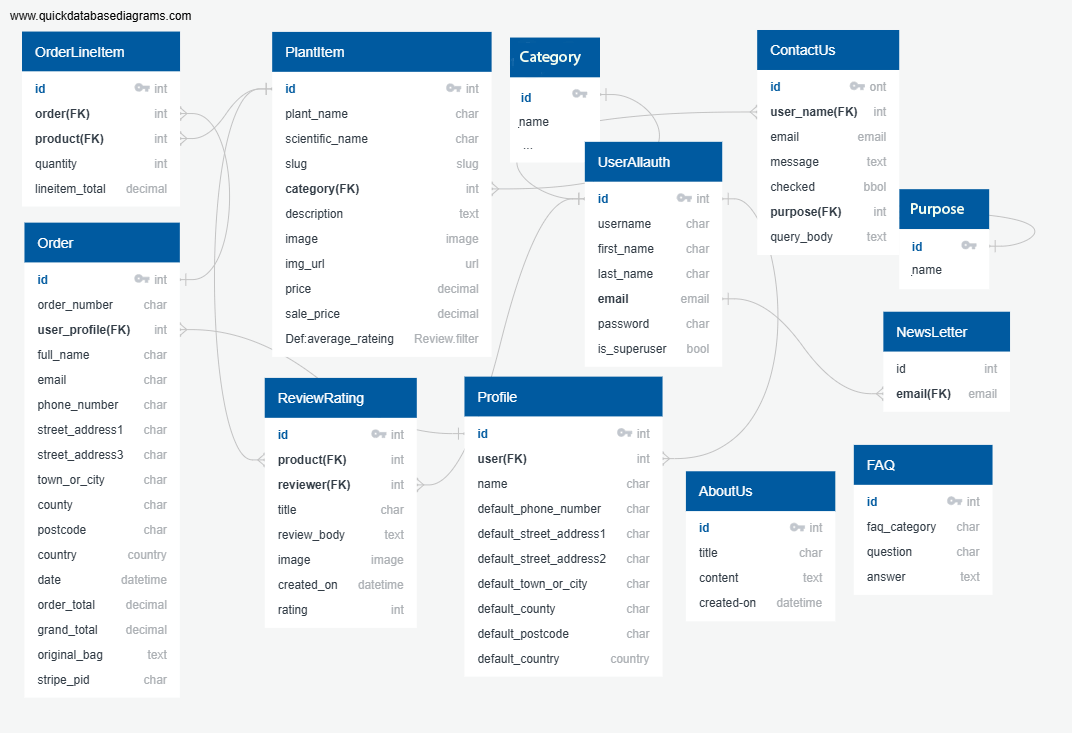 www.quickdatabasediagrams.com
OrderLineItem
id int
order(FK) int
product(FK) int
quantity int
lineitem_total decimal
Order
id int
order_number char
user_profile(FK) int
full_name char
email char
phone_number char
street_address1 char
street_address3 char
town_or_city char
county char
postcode char
country country
date datetime
order_total decimal
grand_total decimal
original_bag text
stripe_pid char
PlantItem
id int
plant_name char
scientific_name char
slug slug
category(FK) int
description text
image image
img_url url
price decimal
sale_price decimal
Def:average_rateing Review.filter
ReviewRating
id int
product(FK) int
reviewer(FK) int
title char
review_body text
image image
created_on datetime
rating int
Category
id
name
...
UserAllauth
id int
username char
first_name char
last_name char
email email
password char
is_superuser bool
Profile
id int
user(FK) int
name char
default_phone_number char
default_street_address1 char
default_street_address2 char
default_town_or_city char
default_county char
default_postcode char
default_country country
ContactUs
id ont
user_name(FK) int
email email
message text
checked bbol
purpose(FK) int
query_body text
Purpose
id
name
NewsLetter
id int
email(FK) email
AboutUs
id int
title char
content text
created-on datetime
FAQ
id int
faq_category char
question char
answer text